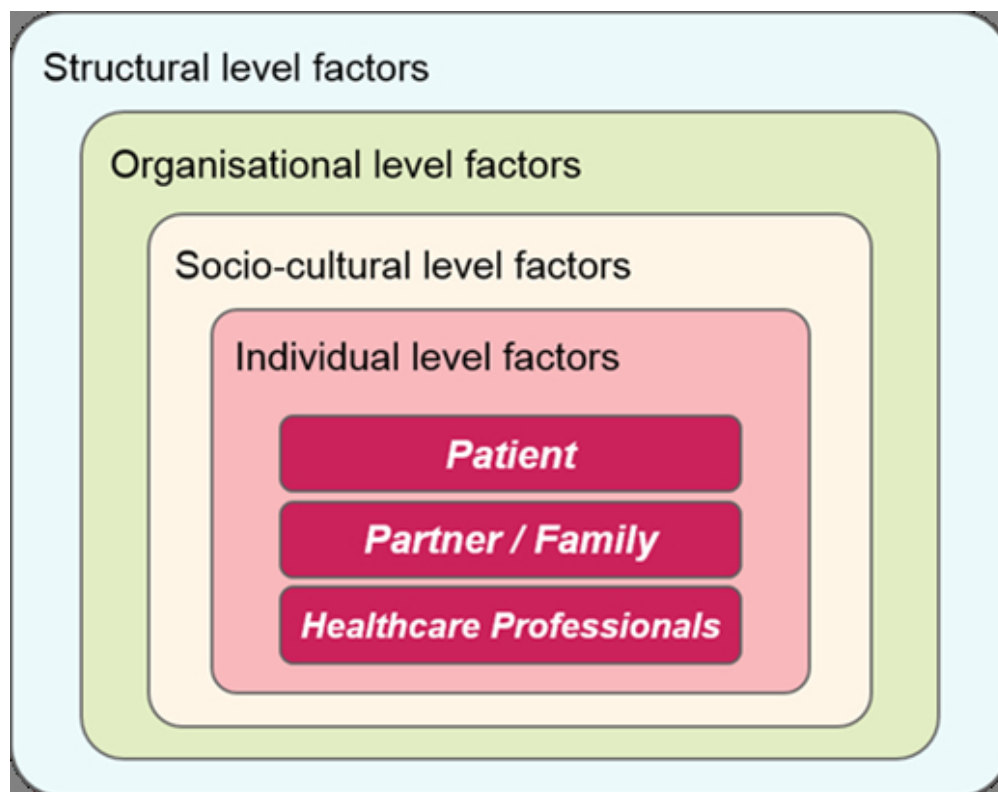 Structural level factors
Organisational level factors
Socio-cultural level factors
Individual level factors
Patient
Partner / Family
Healthcare Professionals